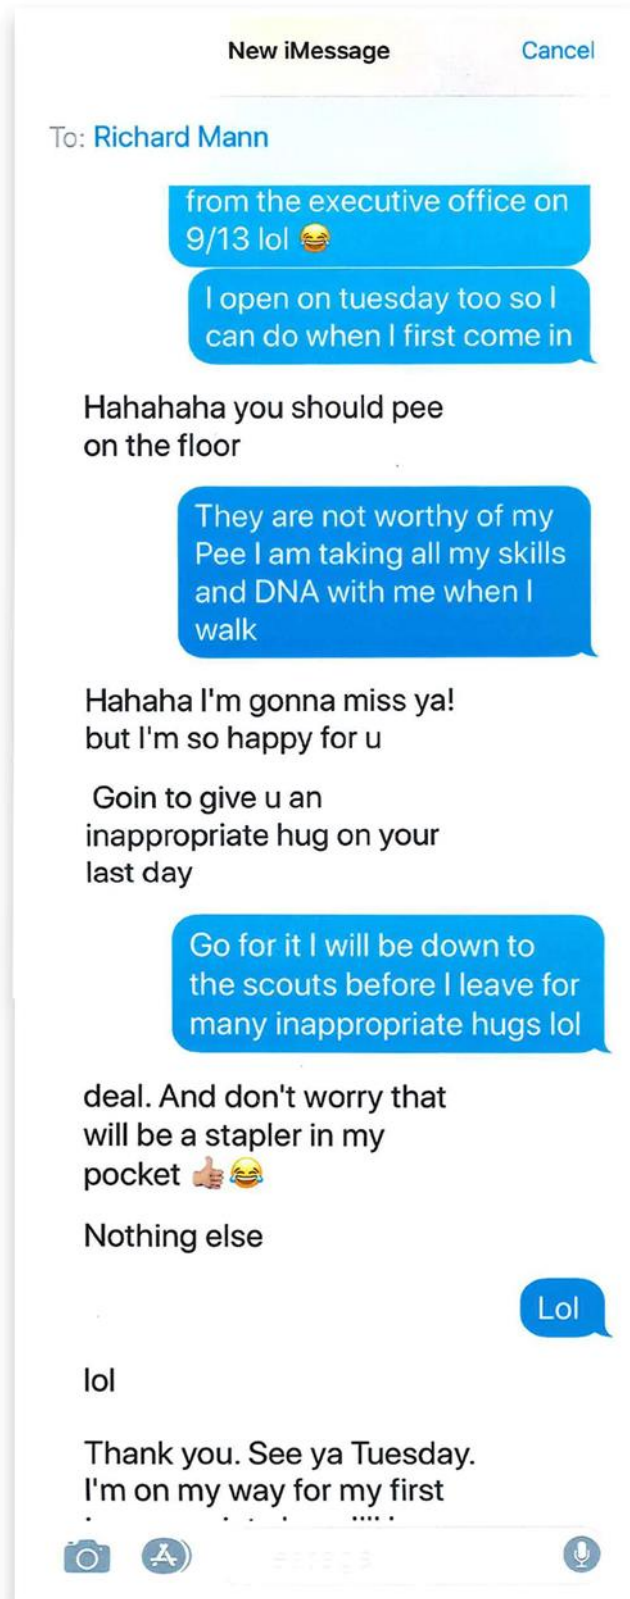 New iMessage Cancel
To: Richard Mann
from the executive office on
9/13 lol 😂
I open on tuesday too so I
can do when I first come in
Hahahaha you should pee
on the floor
They are not worthy of my
Pee I am taking all my skills
and DNA with me when I
walk
Hahaha I'm gonna miss ya!
but I'm so happy for u
Goin to give u an
inappropriate hug on your
last day
Go for it I will be down to
the scouts before I leave for
many inappropriate hugs lol
deal. And don't worry that
will be a stapler in my
pocket 👍😂
Nothing else
Lol
lol
Thank you. See ya Tuesday.
I'm on my way for my first